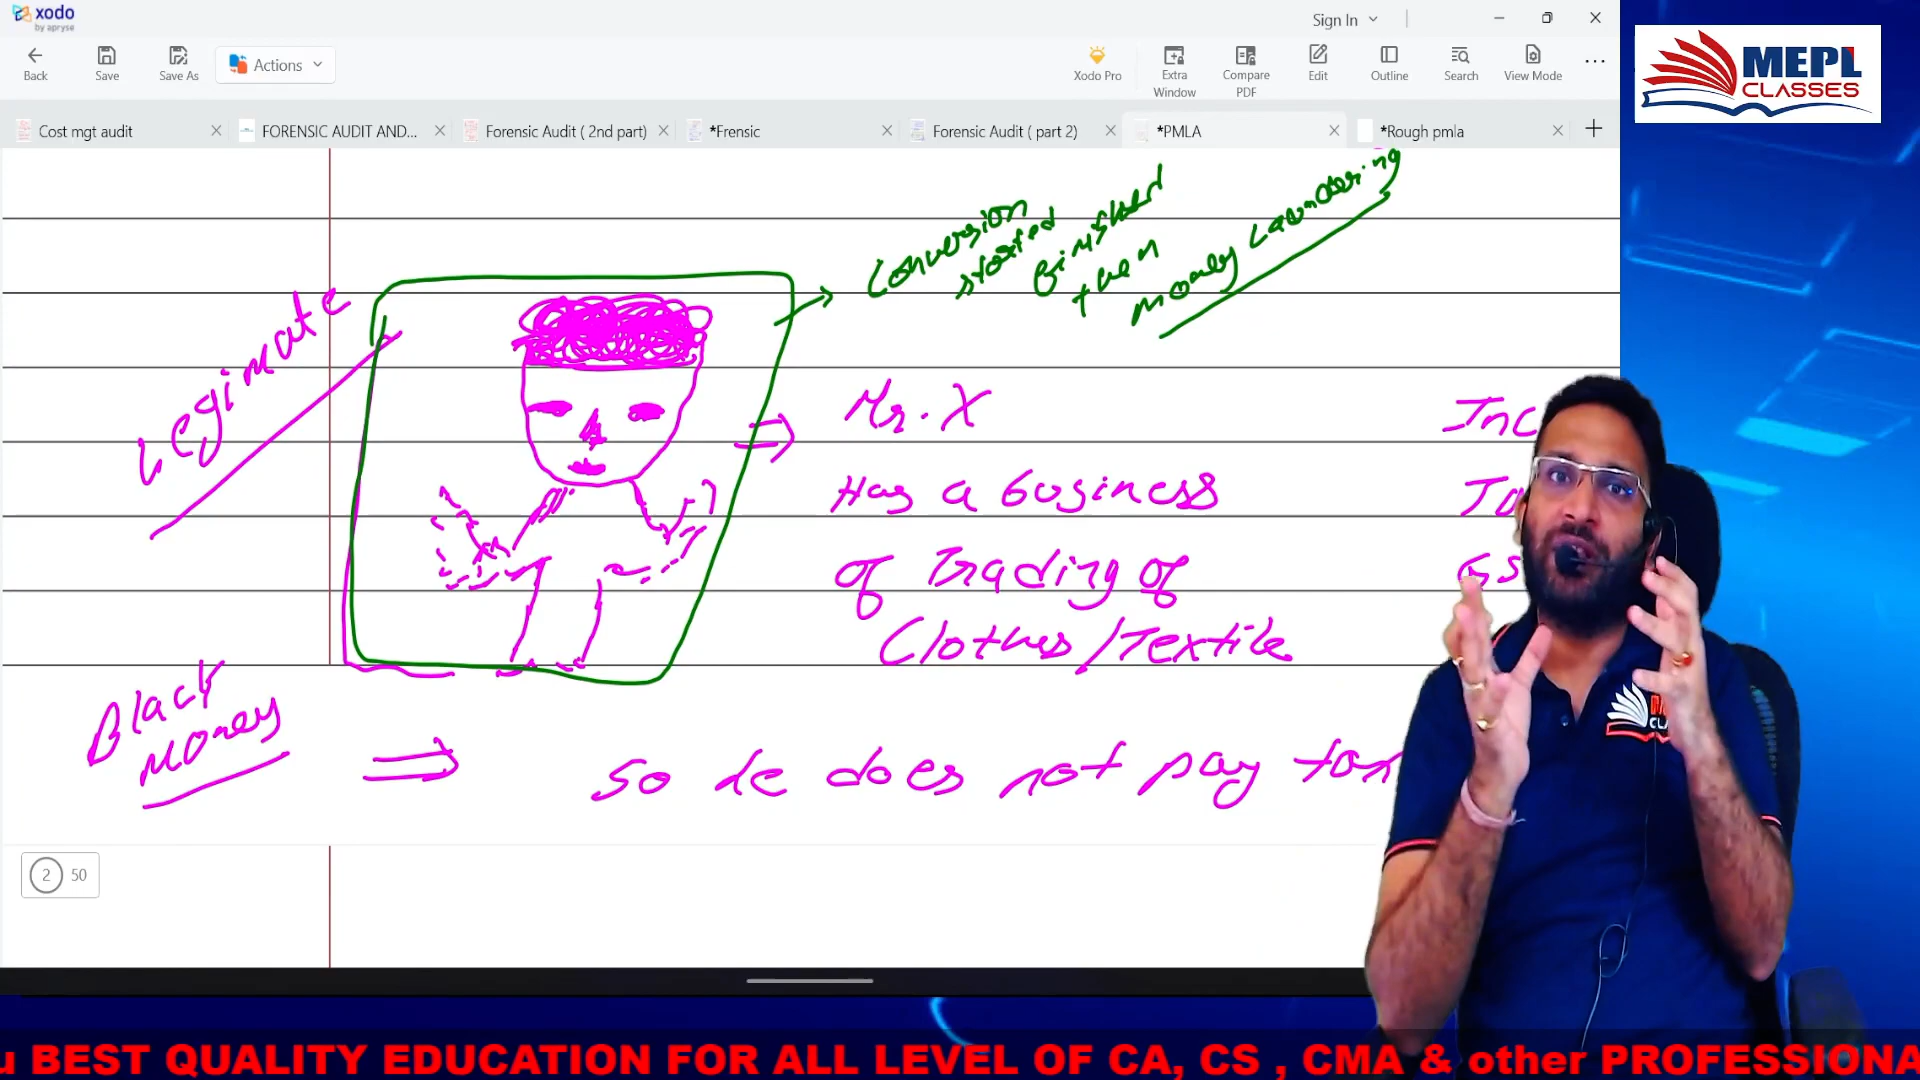 xodo
by apryse
Sign In
Back
Save
Save As
Actions
Xodo Pro
Extra Window
Compare PDF
Edit
Outline
Search
View Mode
Cost mgt audit
FORENSIC AUDIT AND...
Forensic Audit ( 2nd part)
*Frensic
Forensic Audit ( part 2)
*PMLA
*Rough pmla
MEPL
CLASSES
Conversion
started
finished
then
money Laundering
Legimate
Mr. X
Inc
Has a business
of Trading of
GS
Clothes/Textile
Black
Money
so he does not pay tax
2 50
BEST QUALITY EDUCATION FOR ALL LEVEL OF CA, CS , CMA & other PROFESSIONA